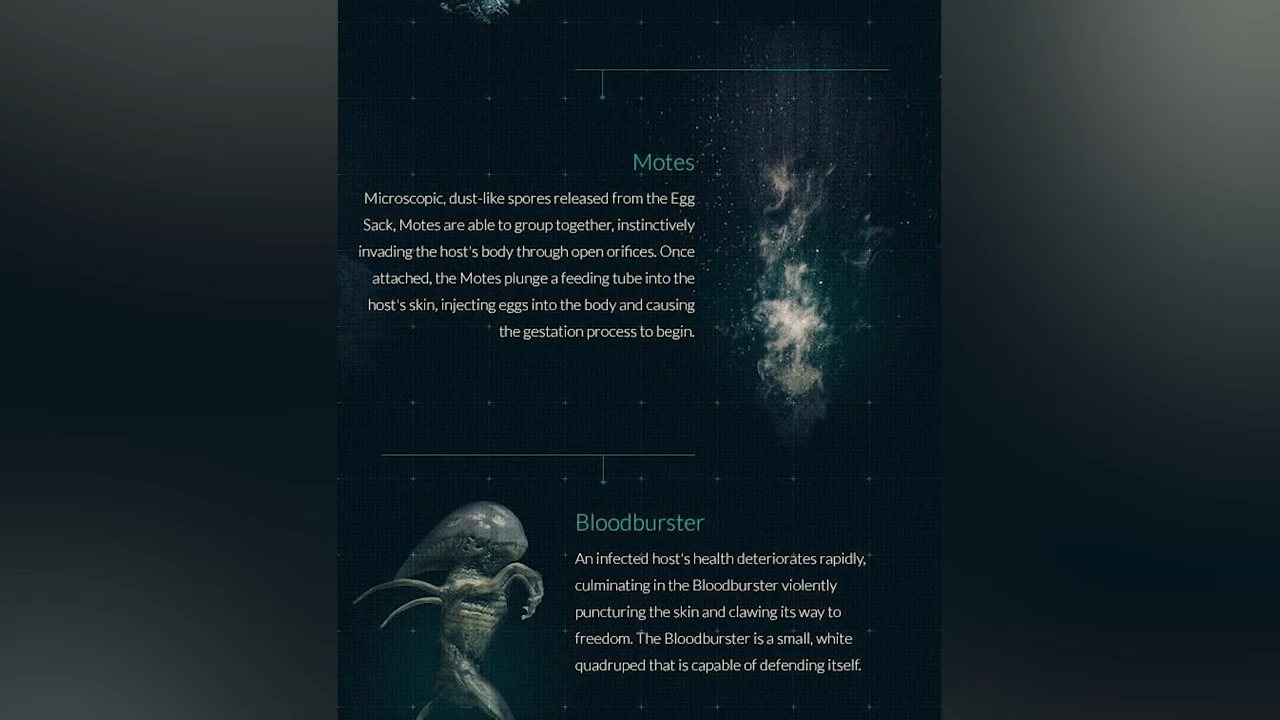 Motes
Microscopic, dust-like spores released from the Egg
Sack, Motes are able to group together, instinctively
invading the host's body through open orifices. Once
attached, the Motes plunge a feeding tube into the
host's skin, injecting eggs into the body and causing
the gestation process to begin.
Bloodburster
An infected host's health deteriorates rapidly,
culminating in the Bloodburster violently
puncturing the skin and clawing its way to
freedom. The Bloodburster is a small, white
quadruped that is capable of defending itself.